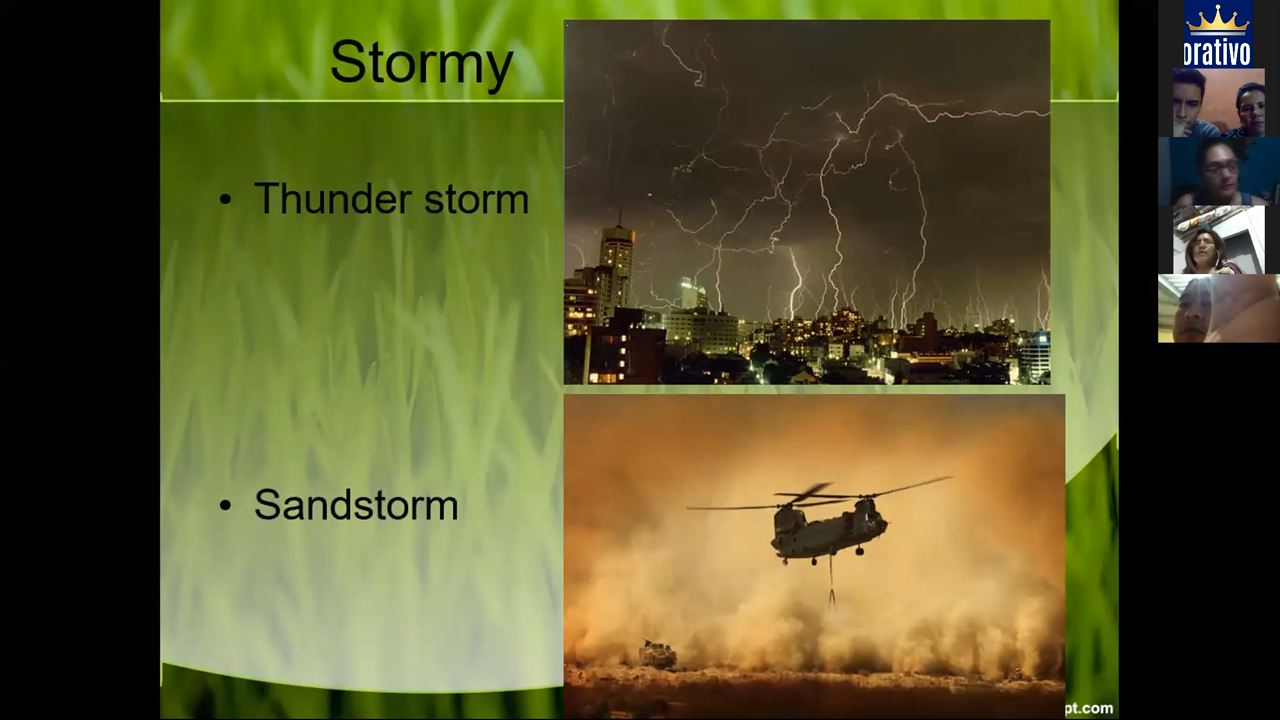 Stormy
• Thunder storm
• Sandstorm
pt.com
orativo